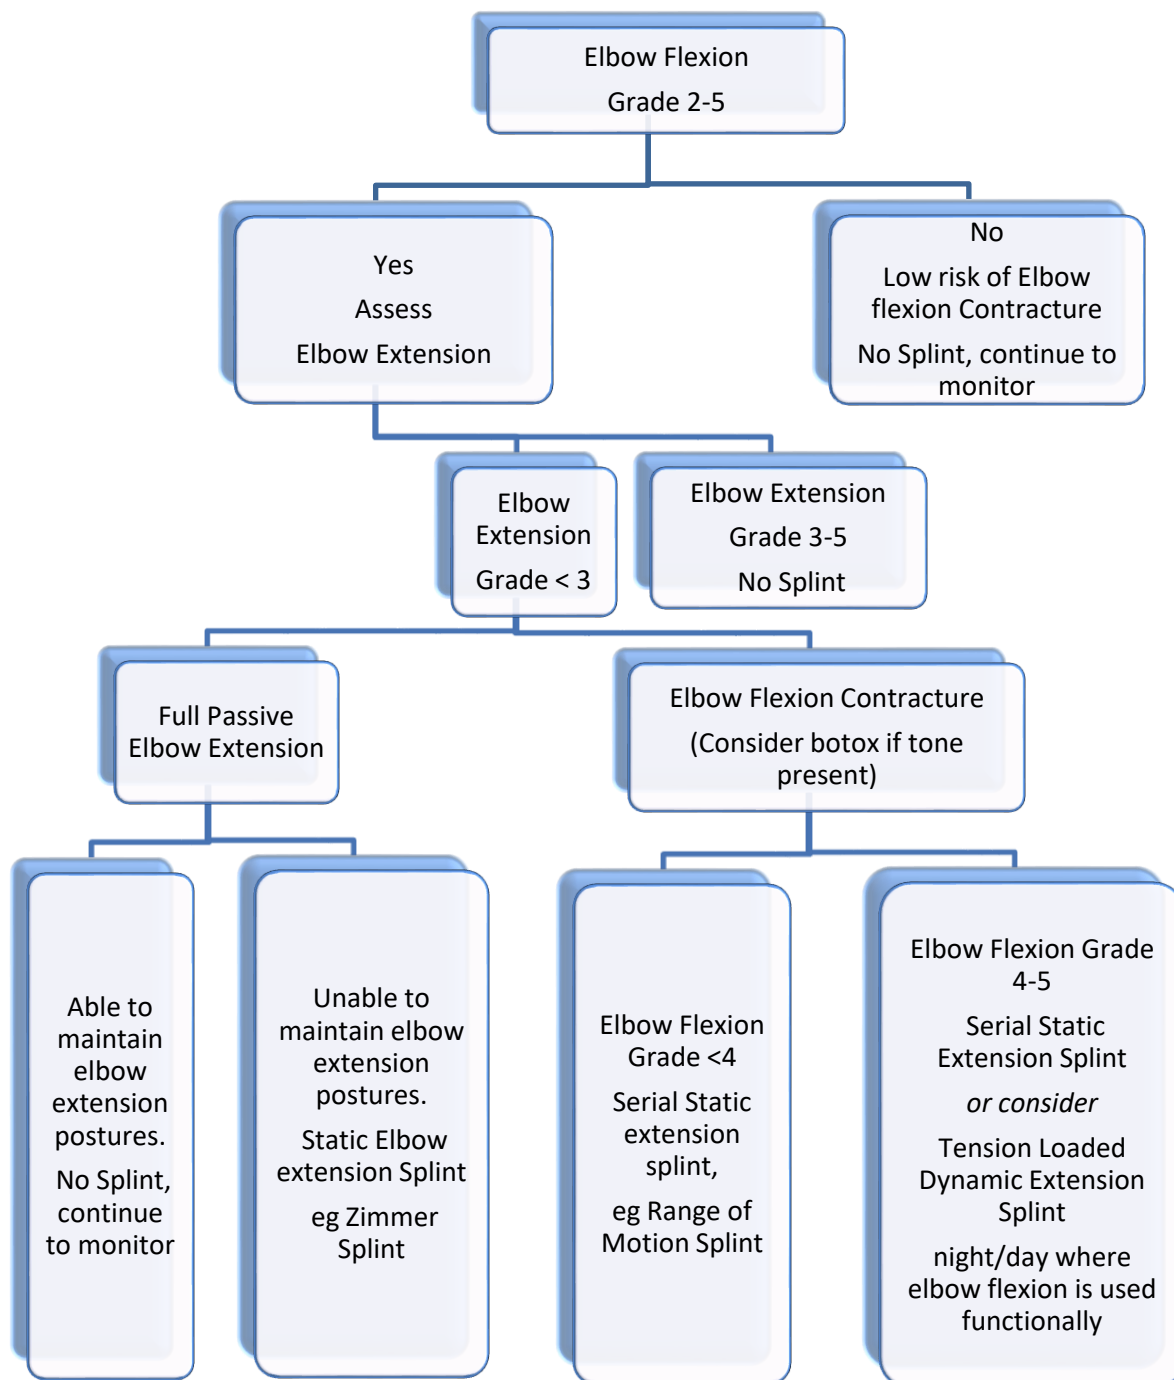 Elbow Flexion
Grade 2-5
Yes
Assess
Elbow Extension
No
Low risk of Elbow
flexion Contracture
No Splint, continue to
monitor
Elbow
Extension
Grade < 3
Elbow Extension
Grade 3-5
No Splint
Full Passive
Elbow Extension
Elbow Flexion Contracture
(Consider botox if tone
present)
Able to
maintain
elbow
extension
postures.
No Splint,
continue
to monitor
Unable to
maintain elbow
extension
postures.
Static Elbow
extension Splint
eg Zimmer
Splint
Elbow Flexion
Grade <4
Serial Static
extension
splint,
eg Range of
Motion Splint
Elbow Flexion Grade
4-5
Serial Static
Extension Splint
or consider
Tension Loaded
Dynamic Extension
Splint
night/day where
elbow flexion is used
functionally